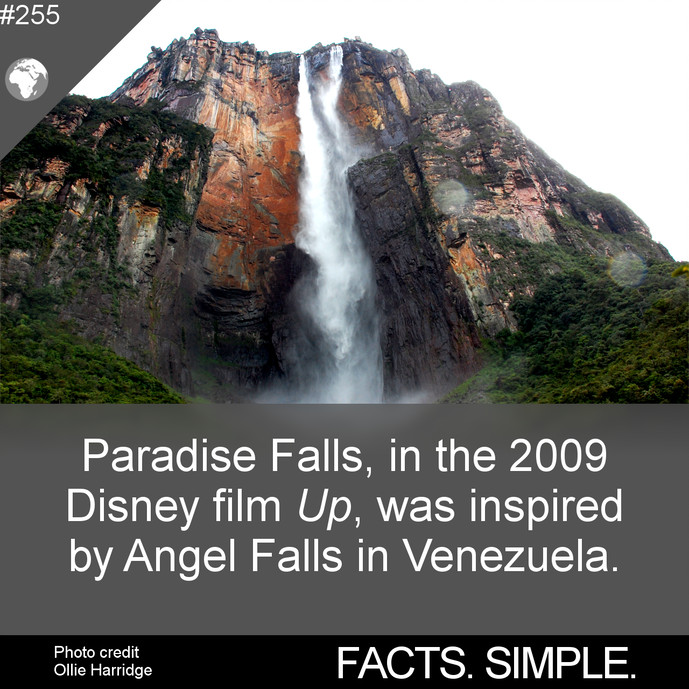 #255
Paradise Falls, in the 2009
Disney film Up, was inspired
by Angel Falls in Venezuela.
Photo credit
Ollie Harridge
FACTS. SIMPLE.